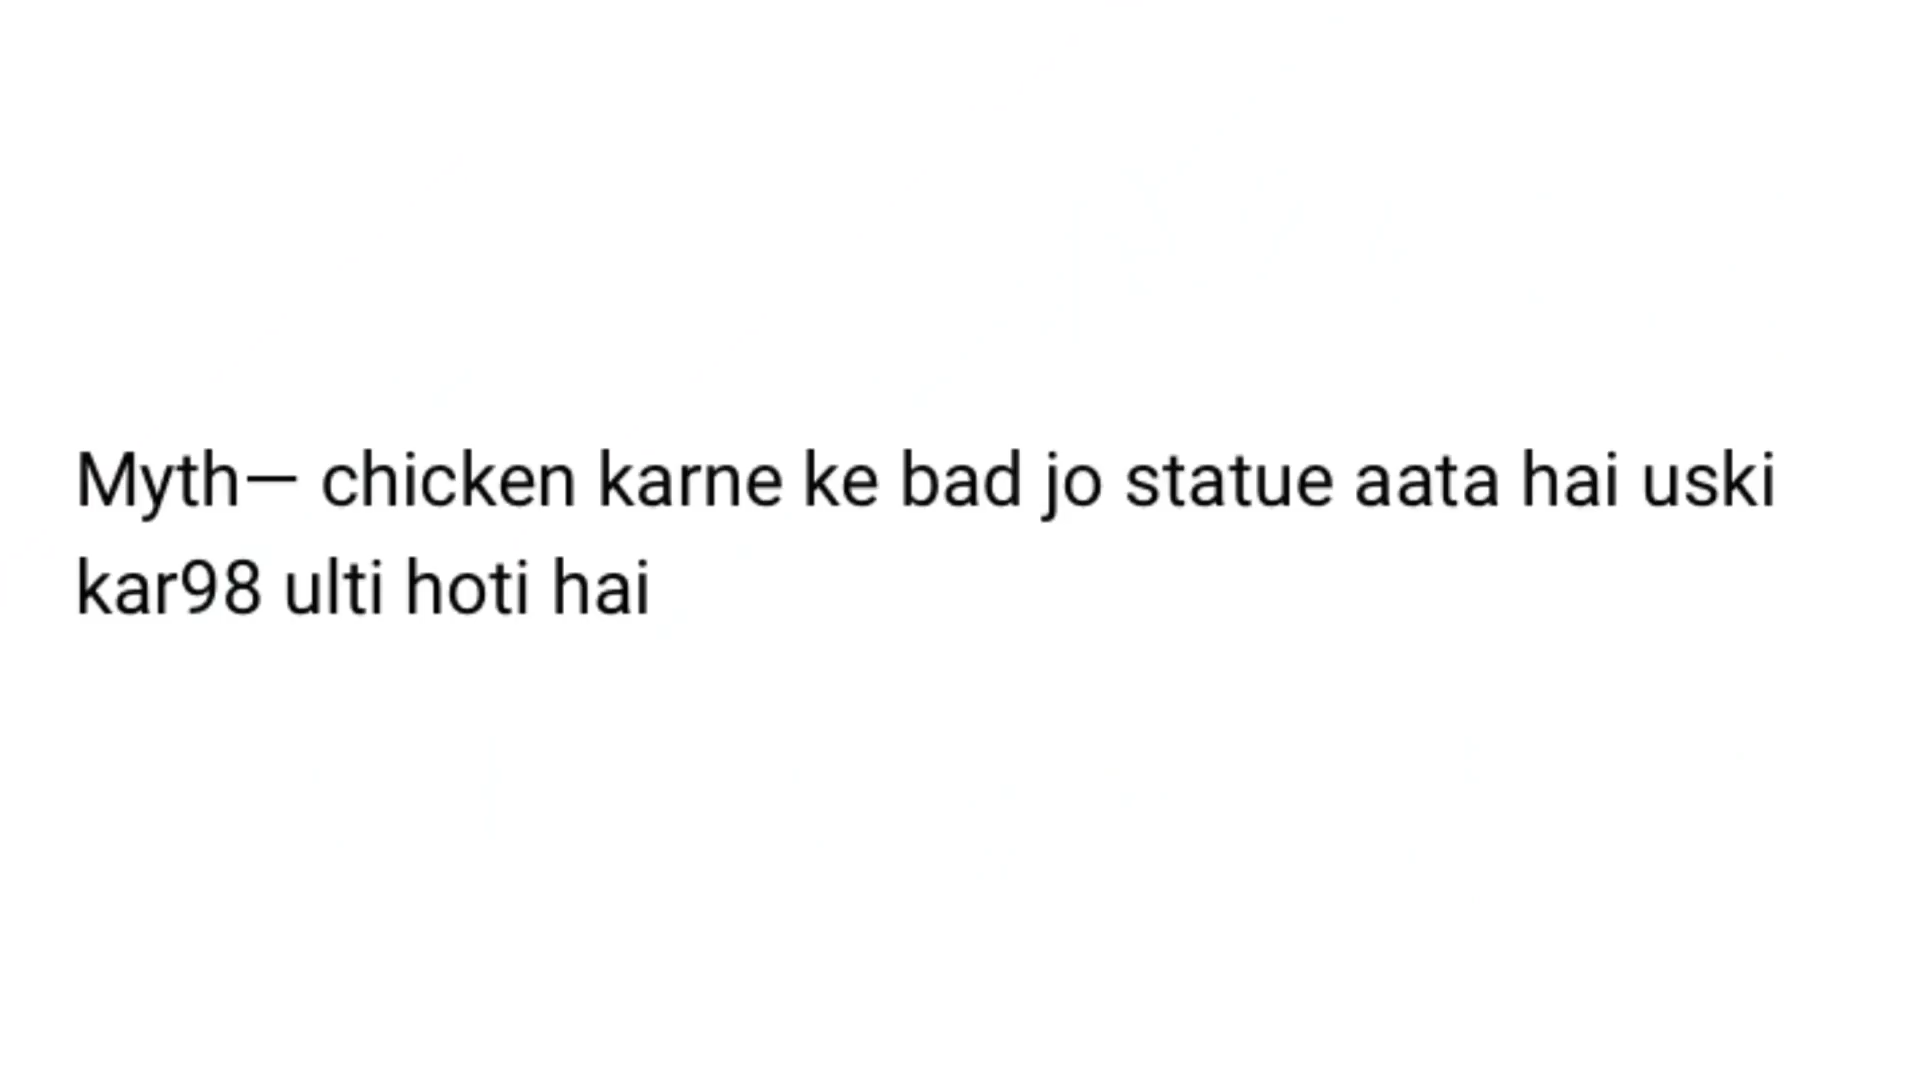 Myth— chicken karne ke bad jo statue aata hai uski
kar98 ulti hoti hai